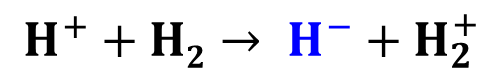 H⁺ + H₂ → H⁻ + H₂⁺